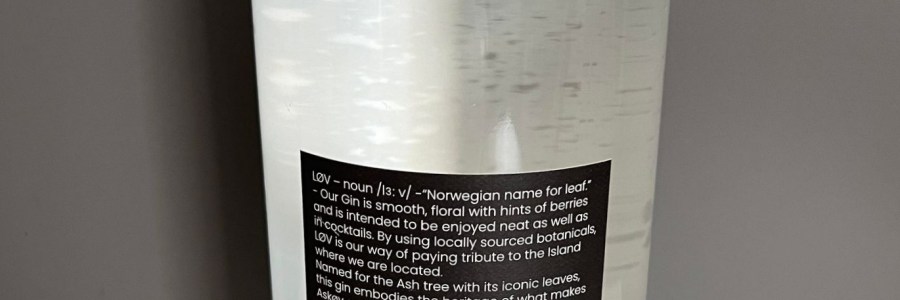 LØV – noun /lɜ: v/ -"Norwegian name for leaf."
- Our Gin is smooth, floral with hints of berries
and is intended to be enjoyed neat as well as
in cocktails. By using locally sourced botanicals,
LØV is our way of paying tribute to the Island
where we are located.
Named for the Ash tree with its iconic leaves,
this gin embodies the heritage of what makes
Askøy